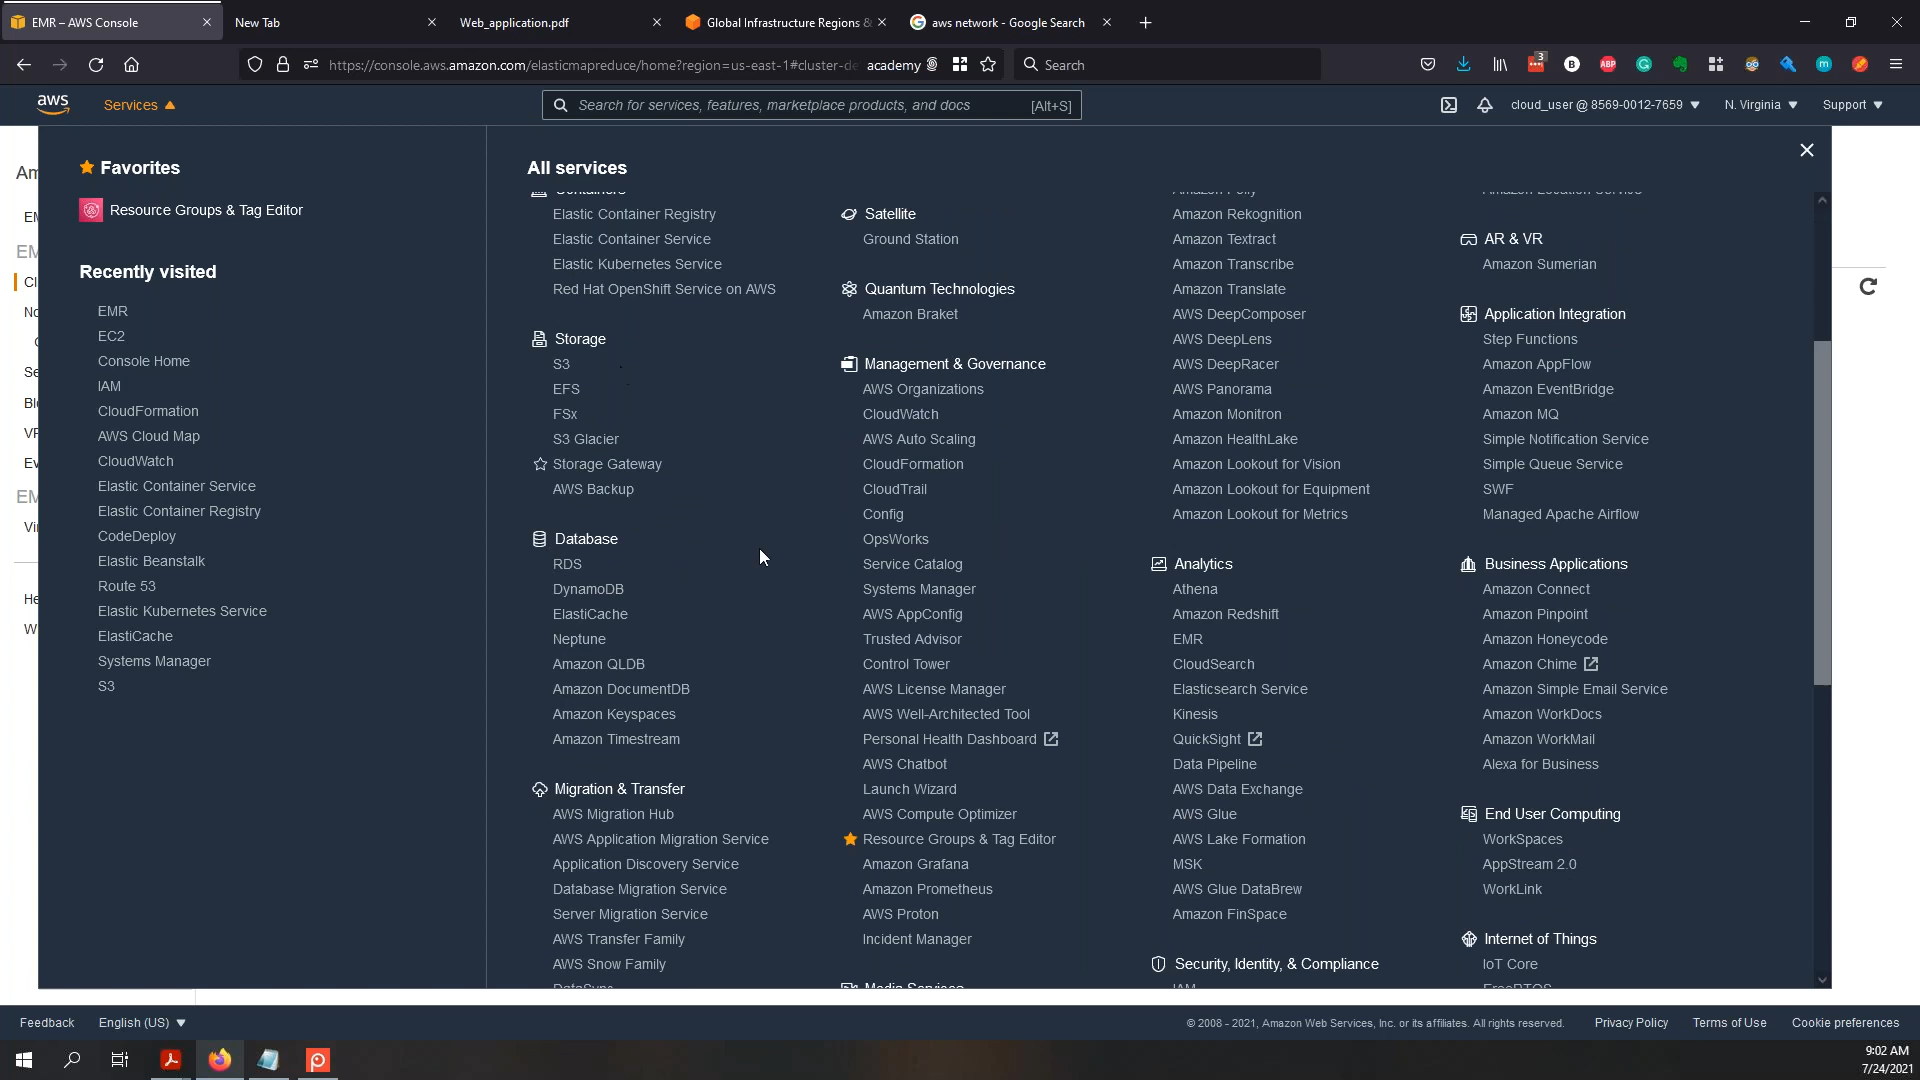 EMR – AWS Console
New Tab
Web_application.pdf
Global Infrastructure Regions &
aws network - Google Search
https://console.aws.amazon.com/elasticmapreduce/home?region=us-east-1#cluster-de
academy
Search
3
B
ABP
aws
Services
Search for services, features, marketplace products, and docs [Alt+S]
cloud_user @ 8569-0012-7659
N. Virginia
Support
Favorites
Resource Groups & Tag Editor
Recently visited
EMR
EC2
Console Home
IAM
CloudFormation
AWS Cloud Map
CloudWatch
Elastic Container Service
Elastic Container Registry
CodeDeploy
Elastic Beanstalk
Route 53
Elastic Kubernetes Service
ElastiCache
Systems Manager
S3
All services
Containers
Elastic Container Registry
Elastic Container Service
Elastic Kubernetes Service
Red Hat OpenShift Service on AWS
Storage
S3
EFS
FSx
S3 Glacier
Storage Gateway
AWS Backup
Database
RDS
DynamoDB
ElastiCache
Neptune
Amazon QLDB
Amazon DocumentDB
Amazon Keyspaces
Amazon Timestream
Migration & Transfer
AWS Migration Hub
AWS Application Migration Service
Application Discovery Service
Database Migration Service
Server Migration Service
AWS Transfer Family
AWS Snow Family
DataSync
Satellite
Ground Station
Quantum Technologies
Amazon Braket
Management & Governance
AWS Organizations
CloudWatch
AWS Auto Scaling
CloudFormation
CloudTrail
Config
OpsWorks
Service Catalog
Systems Manager
AWS AppConfig
Trusted Advisor
Control Tower
AWS License Manager
AWS Well-Architected Tool
Personal Health Dashboard
AWS Chatbot
Launch Wizard
AWS Compute Optimizer
Resource Groups & Tag Editor
Amazon Grafana
Amazon Prometheus
AWS Proton
Incident Manager
Media Services
Amazon Polly
Amazon Rekognition
Amazon Textract
Amazon Transcribe
Amazon Translate
AWS DeepComposer
AWS DeepLens
AWS DeepRacer
AWS Panorama
Amazon Monitron
Amazon HealthLake
Amazon Lookout for Vision
Amazon Lookout for Equipment
Amazon Lookout for Metrics
Analytics
Athena
Amazon Redshift
EMR
CloudSearch
Elasticsearch Service
Kinesis
QuickSight
Data Pipeline
AWS Data Exchange
AWS Glue
AWS Lake Formation
MSK
AWS Glue DataBrew
Amazon FinSpace
Security, Identity, & Compliance
IAM
Amazon Location Service
AR & VR
Amazon Sumerian
Application Integration
Step Functions
Amazon AppFlow
Amazon EventBridge
Amazon MQ
Simple Notification Service
Simple Queue Service
SWF
Managed Apache Airflow
Business Applications
Amazon Connect
Amazon Pinpoint
Amazon Honeycode
Amazon Chime
Amazon Simple Email Service
Amazon WorkDocs
Amazon WorkMail
Alexa for Business
End User Computing
WorkSpaces
AppStream 2.0
WorkLink
Internet of Things
IoT Core
FreeRTOS
Feedback
English (US)
© 2008 - 2021, Amazon Web Services, Inc. or its affiliates. All rights reserved.
Privacy Policy
Terms of Use
Cookie preferences
9:02 AM
7/24/2021